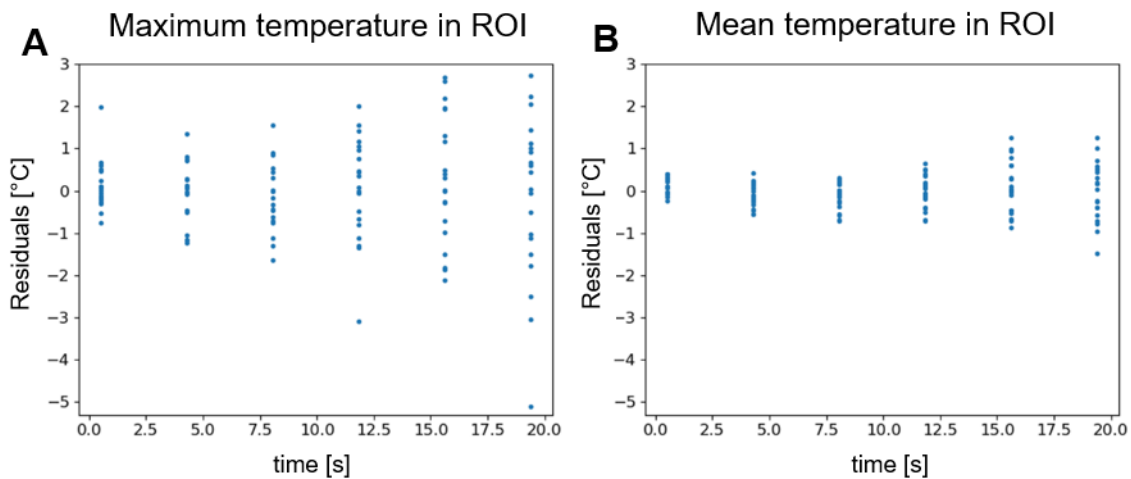 A
Maximum temperature in ROI
Residuals [°C]
3
2
1
0
−1
−2
−3
−4
−5
0.0 2.5 5.0 7.5 10.0 12.5 15.0 17.5 20.0
time [s]
B
Mean temperature in ROI
Residuals [°C]
3
2
1
0
−1
−2
−3
−4
−5
0.0 2.5 5.0 7.5 10.0 12.5 15.0 17.5 20.0
time [s]